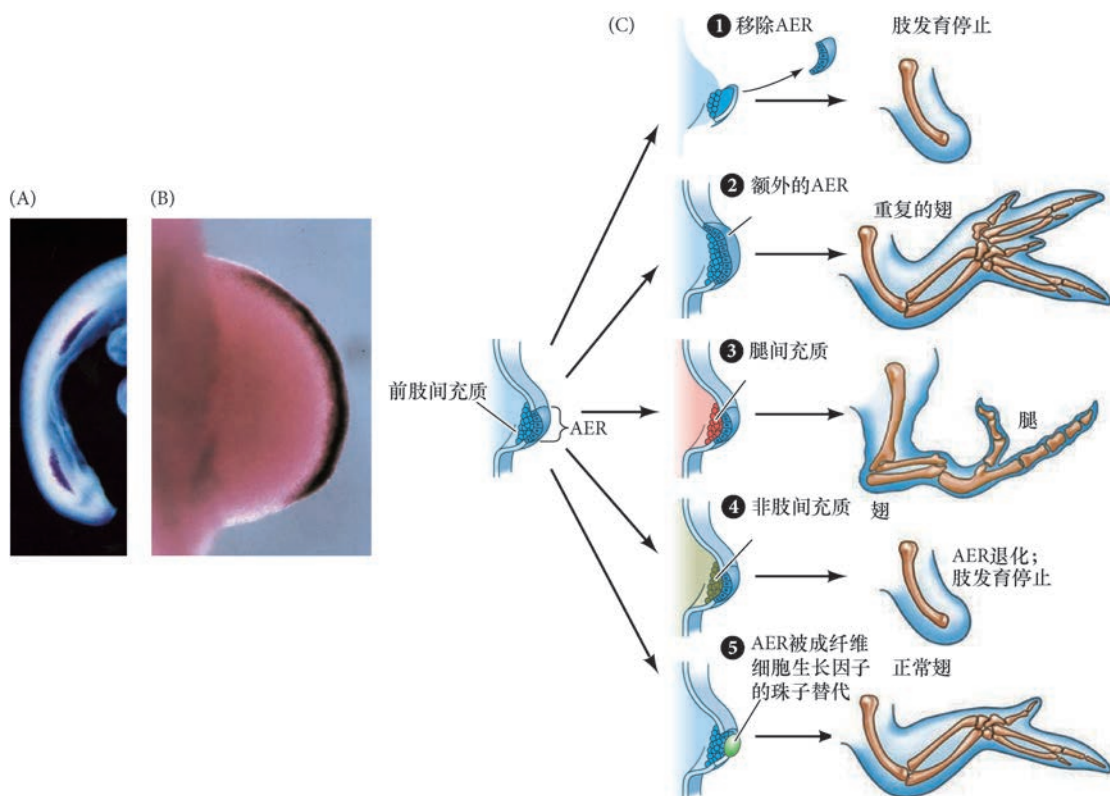 (A)
(B)
(C)
前肢间充质
AER
❶ 移除AER
肢发育停止
❷ 额外的AER
重复的翅
❸ 腿间充质
腿
翅
❹ 非肢间充质
AER退化；
肢发育停止
❺ AER被成纤维
细胞生长因子
的珠子替代
正常翅